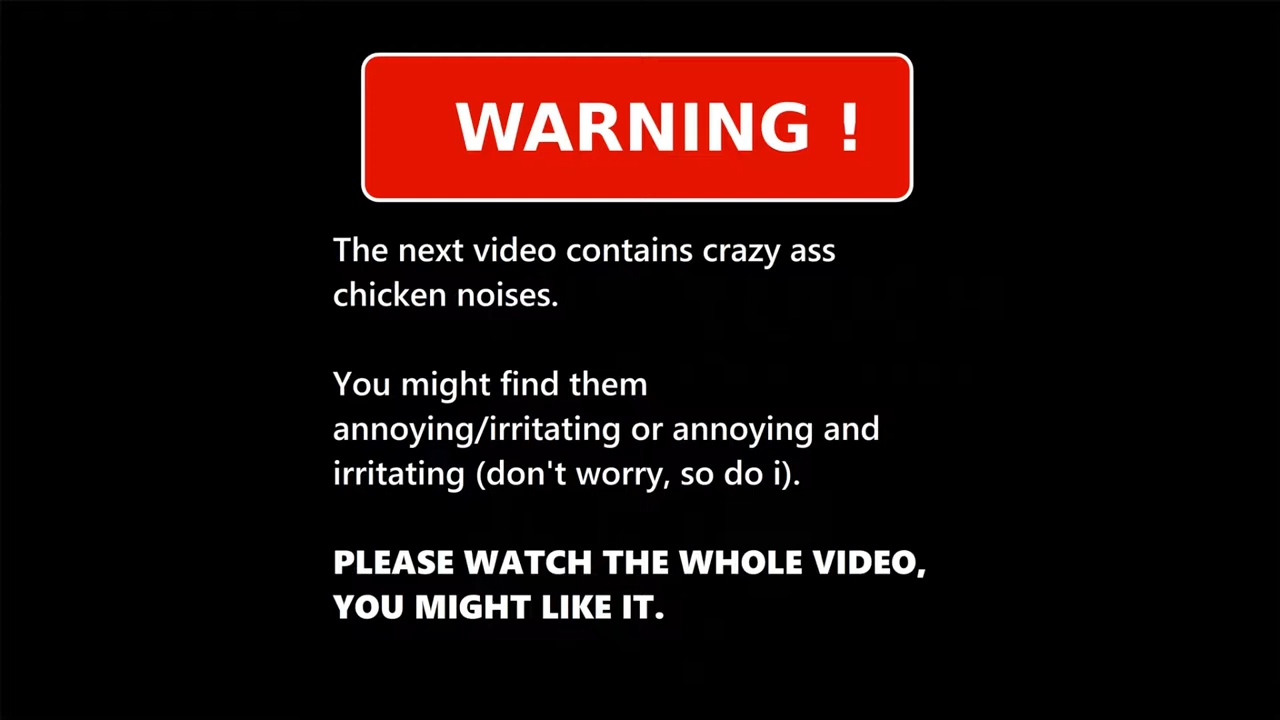 WARNING !
The next video contains crazy ass
chicken noises.
You might find them
annoying/irritating or annoying and
irritating (don't worry, so do i).
PLEASE WATCH THE WHOLE VIDEO,
YOU MIGHT LIKE IT.